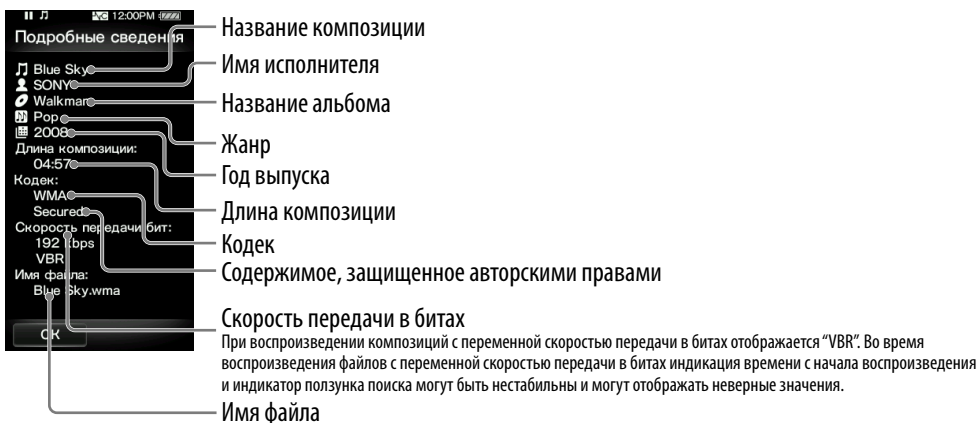 12:00PM
Подробные сведения
Blue Sky
SONY
Walkman
Pop
2008
Длина композиции:
04:57
Кодек:
WMA
Secured
Скорость передачи бит:
192 kbps
VBR
Имя файла:
Blue Sky.wma
OK
Название композиции
Имя исполнителя
Название альбома
Жанр
Год выпуска
Длина композиции
Кодек
Содержимое, защищенное авторскими правами
Скорость передачи в битах
При воспроизведении композиций с переменной скоростью передачи в битах отображается “VBR”. Во время
воспроизведения файлов с переменной скоростью передачи в битах индикация времени с начала воспроизведения
и индикатор ползунка поиска могут быть нестабильны и могут отображать неверные значения.
Имя файла